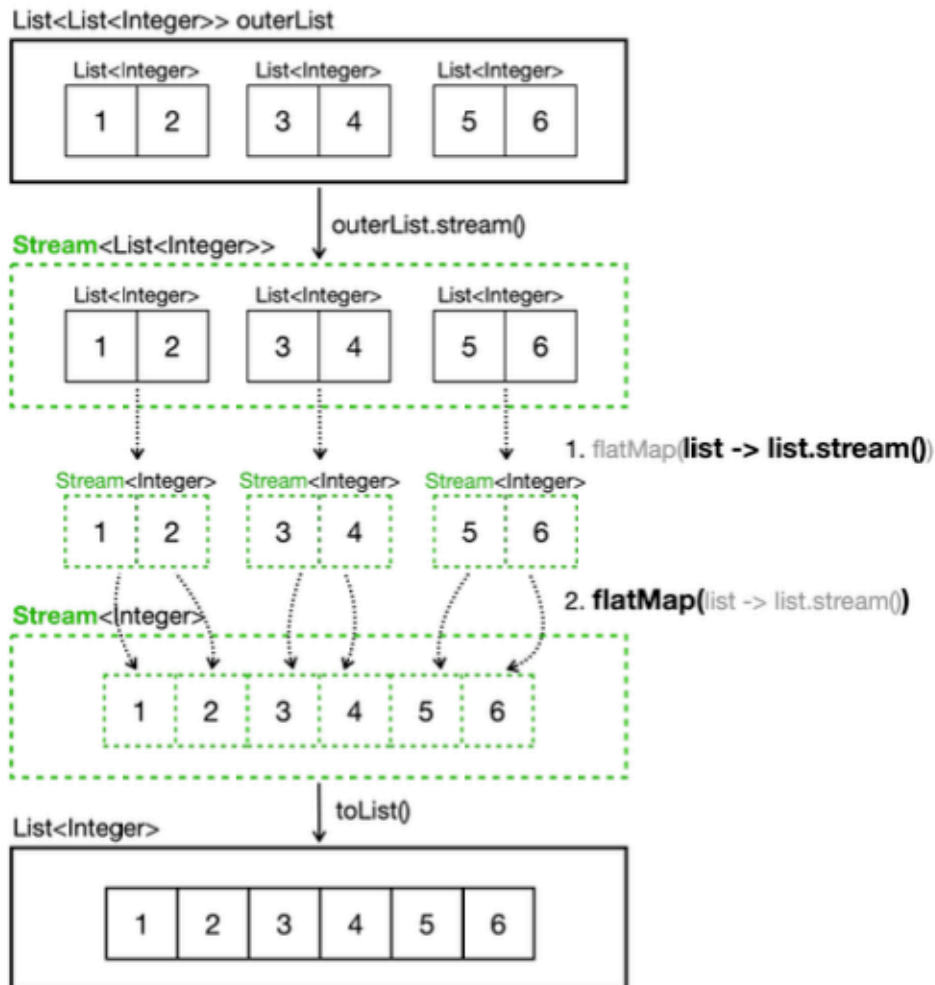 List<List<Integer>> outerList
List<Integer> List<Integer> List<Integer>
1 2 3 4 5 6
outerList.stream()
Stream<List<Integer>>
List<Integer> List<Integer> List<Integer>
1 2 3 4 5 6
1. flatMap(list -> list.stream())
Stream<Integer> Stream<Integer> Stream<Integer>
1 2 3 4 5 6
2. flatMap(list -> list.stream())
Stream<Integer>
1 2 3 4 5 6
toList()
List<Integer>
1 2 3 4 5 6